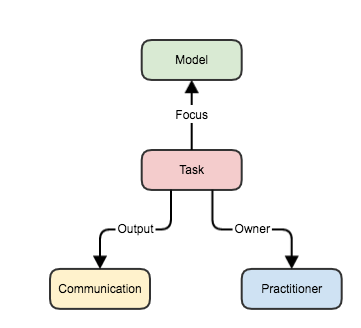 Model
Focus
Task
Output
Owner
Communication
Practitioner